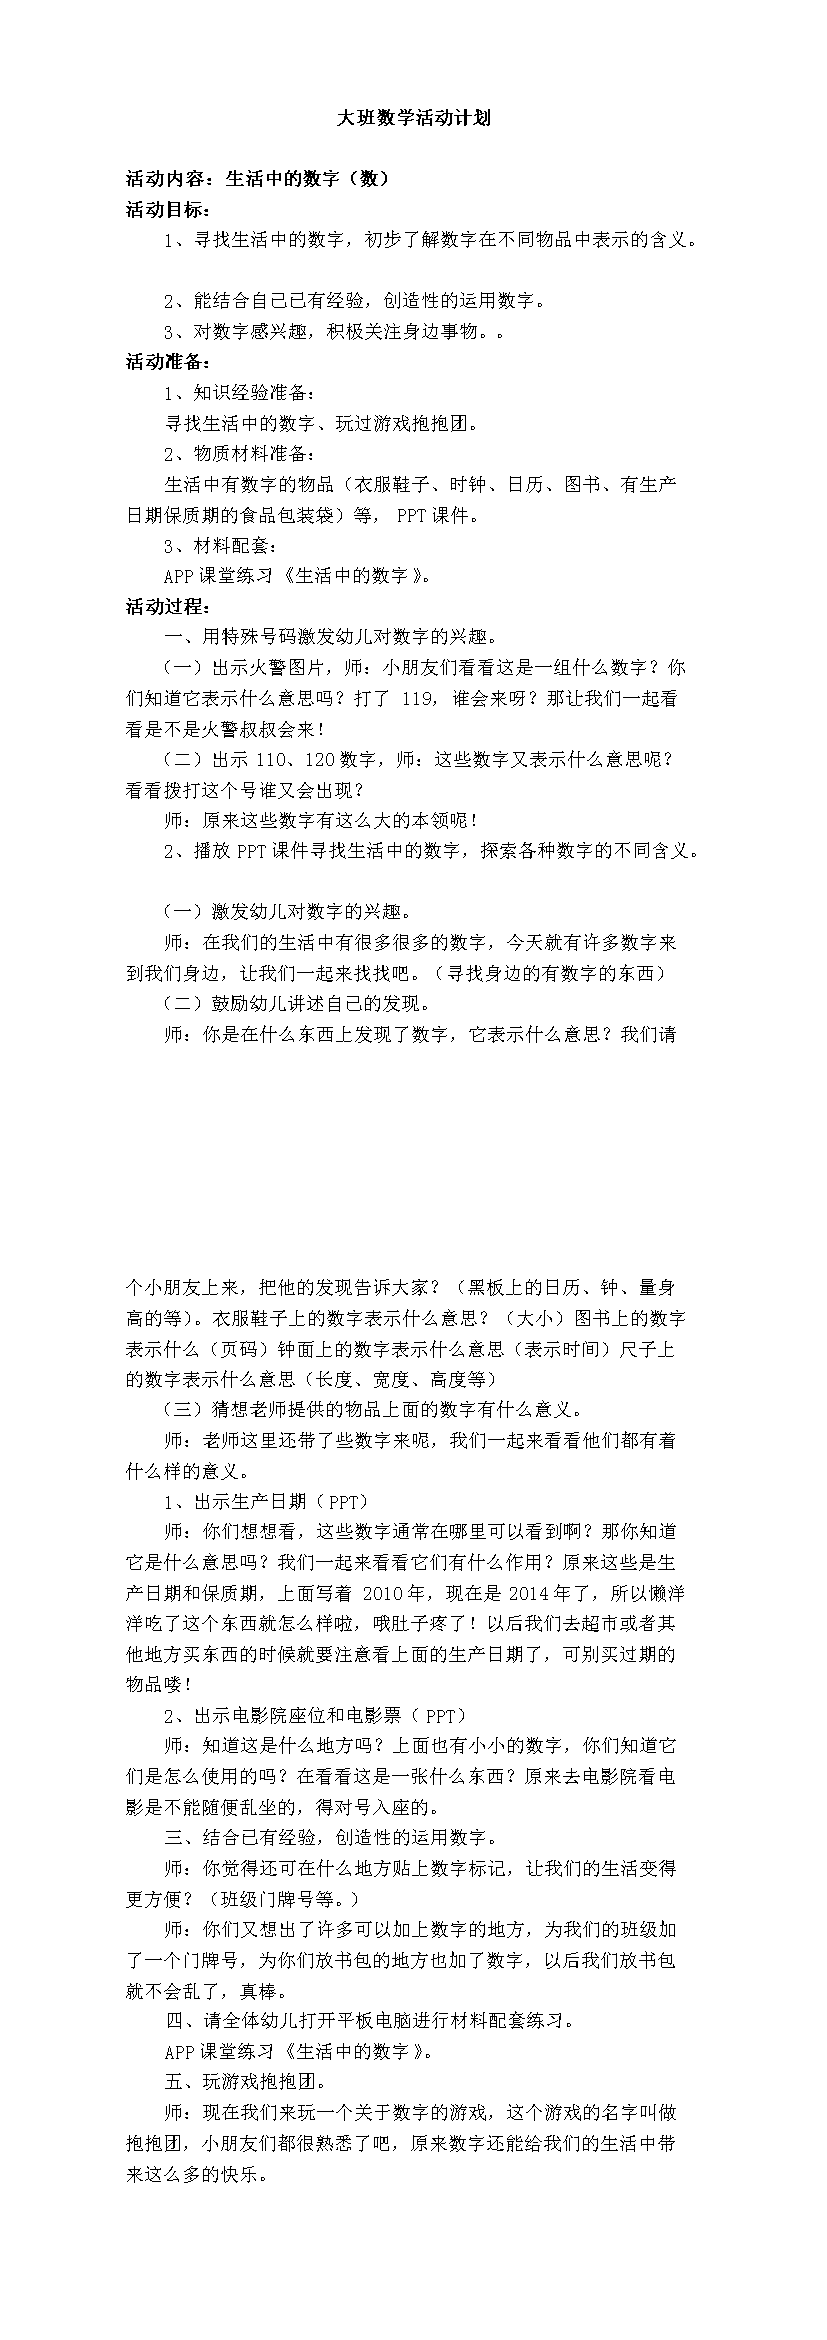 大班数学活动计划
活动内容：生活中的数字（数）
活动目标：
1、寻找生活中的数字，初步了解数字在不同物品中表示的含义。
2、能结合自己已有经验，创造性的运用数字。
3、对数字感兴趣，积极关注身边事物。。
活动准备：
1、知识经验准备：
寻找生活中的数字、玩过游戏抱抱团。
2、物质材料准备：
生活中有数字的物品（衣服鞋子、时钟、日历、图书、有生产
日期保质期的食品包装袋）等， PPT 课件。
3、材料配套：
APP 课堂练习《生活中的数字》。
活动过程：
一、用特殊号码激发幼儿对数字的兴趣。
（一）出示火警图片，师：小朋友们看看这是一组什么数字？你
们知道它表示什么意思吗？打了 119，谁会来呀？那让我们一起看
看是不是火警叔叔会来！
（二）出示 110、120 数字，师：这些数字又表示什么意思呢？
看看拨打这个号谁又会出现？
师：原来这些数字有这么大的本领呢！
2、播放 PPT 课件寻找生活中的数字，探索各种数字的不同含义。
（一）激发幼儿对数字的兴趣。
师：在我们的生活中有很多很多的数字，今天就有许多数字来
到我们身边，让我们一起来找找吧。（寻找身边的有数字的东西）
（二）鼓励幼儿讲述自己的发现。
师：你是在什么东西上发现了数字，它表示什么意思？我们请
个小朋友上来，把他的发现告诉大家？（黑板上的日历、钟、量身
高的等）。衣服鞋子上的数字表示什么意思？（大小）图书上的数字
表示什么（页码）钟面上的数字表示什么意思（表示时间）尺子上
的数字表示什么意思（长度、宽度、高度等）
（三）猜想老师提供的物品上面的数字有什么意义。
师：老师这里还带了些数字来呢，我们一起来看看他们都有着
什么样的意义。
1、出示生产日期（ PPT）
师：你们想想看，这些数字通常在哪里可以看到啊？那你知道
它是什么意思吗？我们一起来看看它们有什么作用？原来这些是生
产日期和保质期，上面写着 2010 年，现在是 2014 年了，所以懒洋
洋吃了这个东西就怎么样啦，哦肚子疼了！以后我们去超市或者其
他地方买东西的时候就要注意看上面的生产日期了，可别买过期的
物品喽！
2、出示电影院座位和电影票（ PPT）
师：知道这是什么地方吗？上面也有小小的数字，你们知道它
们是怎么使用的吗？在看看这是一张什么东西？原来去电影院看电
影是不能随便乱坐的，得对号入座的。
三、结合已有经验，创造性的运用数字。
师：你觉得还可在什么地方贴上数字标记，让我们的生活变得
更方便？（班级门牌号等。）
师：你们又想出了许多可以加上数字的地方，为我们的班级加
了一个门牌号，为你们放书包的地方也加了数字，以后我们放书包
就不会乱了，真棒。
四、请全体幼儿打开平板电脑进行材料配套练习。
APP 课堂练习《生活中的数字》。
五、玩游戏抱抱团。
师：现在我们来玩一个关于数字的游戏，这个游戏的名字叫做
抱抱团，小朋友们都很熟悉了吧，原来数字还能给我们的生活中带
来这么多的快乐。